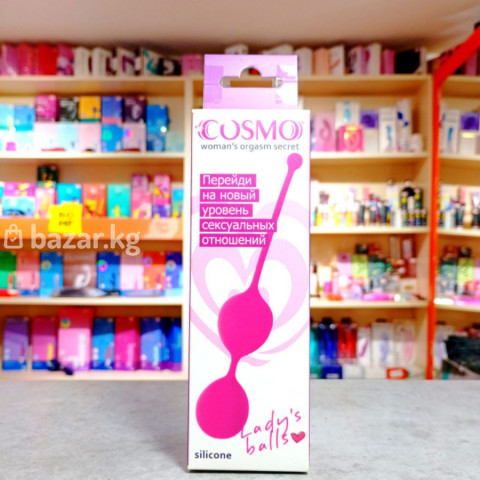 COSMO
woman's orgasm secret
Перейди
на новый
уровень
сексуальных
отношений
bazar.kg
Lady's
balls
silicone